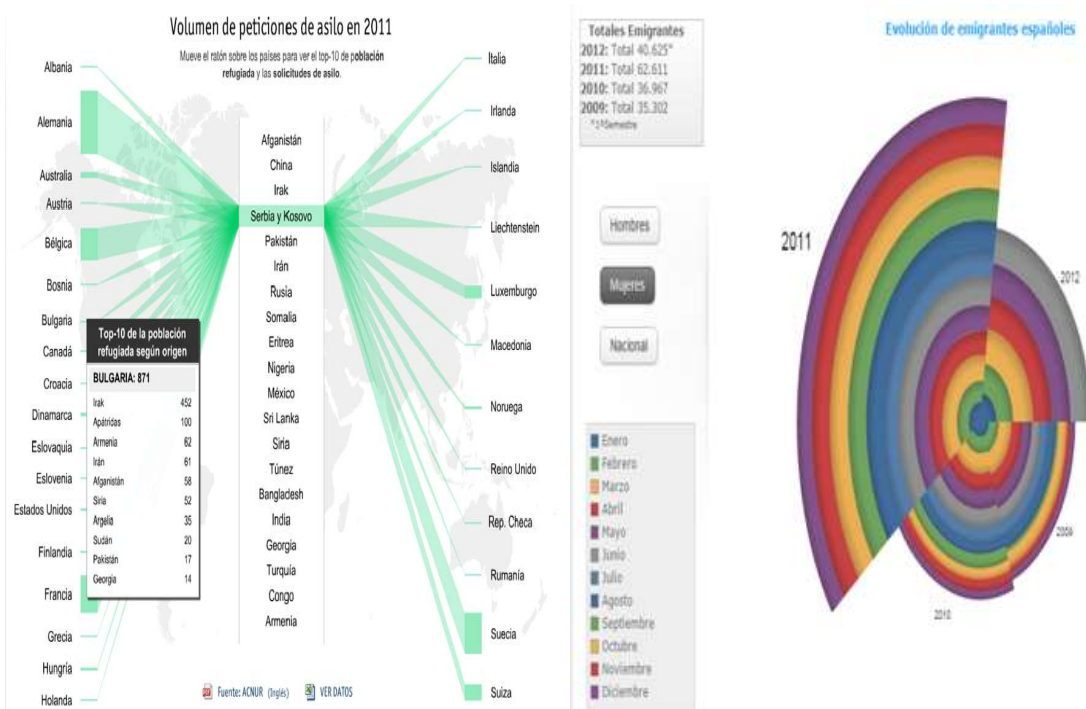 Volumen de peticiones de asilo en 2011
Mueve el ratón sobre los países para ver el top-10 de población
refugiada y las solicitudes de asilo.
Albania
Alemania
Australia
Austria
Bélgica
Bosnia
Bulgaria
Canadá
Croacia
Dinamarca
Eslovaquia
Eslovenia
Estados Unidos
Finlandia
Francia
Grecia
Hungría
Holanda
Top-10 de la población
refugiada según origen
BULGARIA: 871
Irak 452
Apátridas 100
Armenia 62
Irán 61
Afganistán 58
Siria 52
Argelia 35
Sudán 20
Pakistán 17
Georgia 14
Afganistán
China
Irak
Serbia y Kosovo
Pakistán
Irán
Rusia
Somalia
Eritrea
Nigeria
México
Sri Lanka
Siria
Túnez
Bangladesh
India
Georgia
Turquía
Congo
Armenia
Italia
Irlanda
Islandia
Liechtenstein
Luxemburgo
Macedonia
Noruega
Reino Unido
Rep. Checa
Rumanía
Suecia
Suiza
Fuente: ACNUR (Inglés) VER DATOS
Totales Emigrantes
2012: Total 40.625*
2011: Total 62.611
2010: Total 36.967
2009: Total 35.302
*1ºSemestre
Hombres
Mujeres
Nacional
Enero
Febrero
Marzo
Abril
Mayo
Junio
Julio
Agosto
Septiembre
Octubre
Noviembre
Diciembre
Evolución de emigrantes españoles
2011
2012
2009
2010